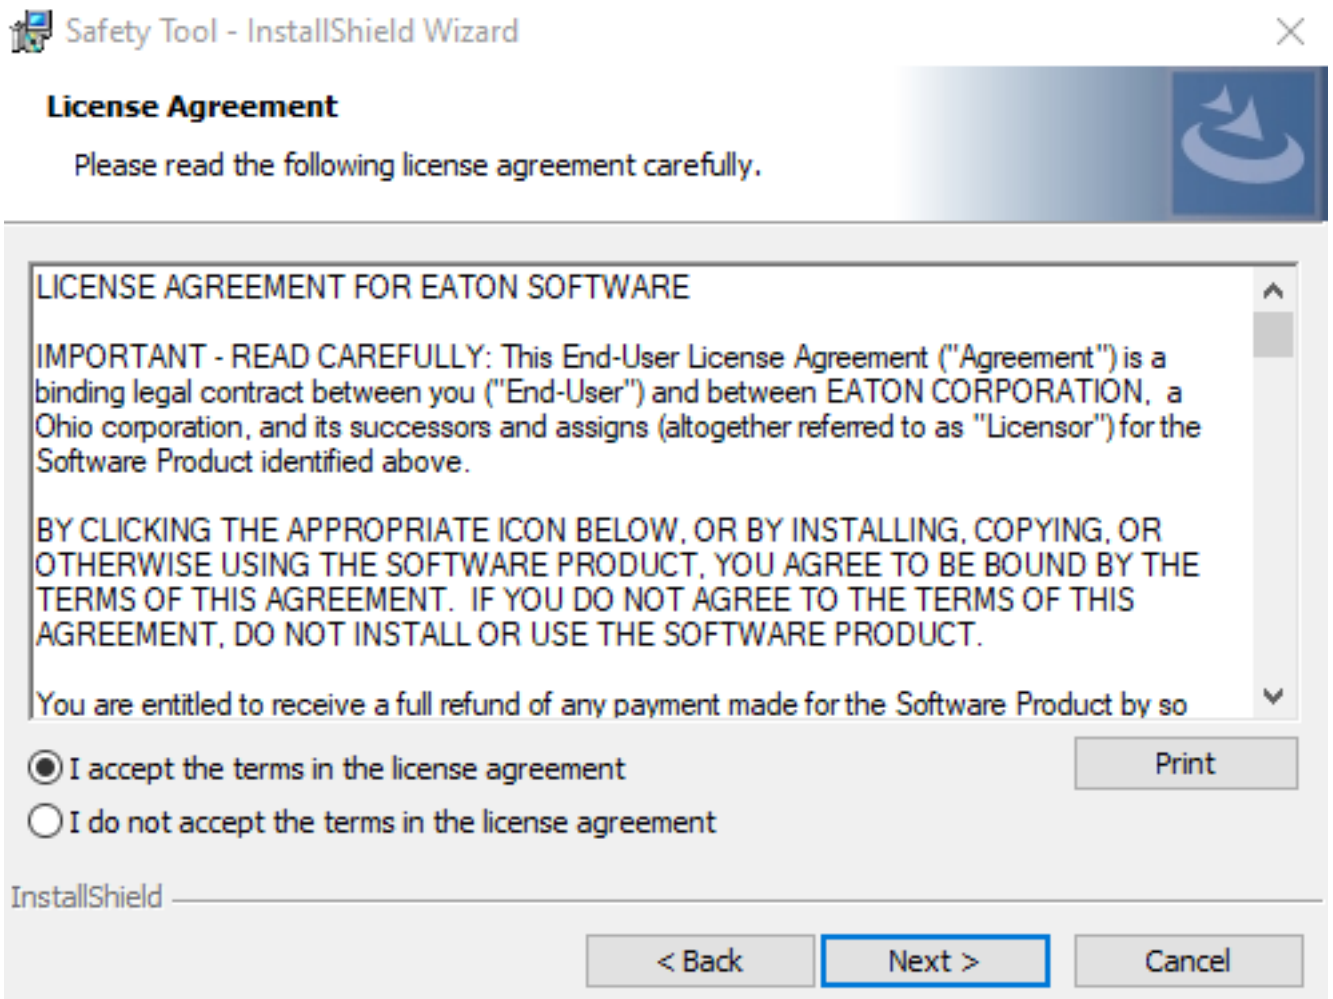 Safety Tool - InstallShield Wizard
License Agreement
Please read the following license agreement carefully.
LICENSE AGREEMENT FOR EATON SOFTWARE
IMPORTANT - READ CAREFULLY: This End-User License Agreement ("Agreement") is a
binding legal contract between you ("End-User") and between EATON CORPORATION,  a
Ohio corporation, and its successors and assigns (altogether referred to as "Licensor") for the
Software Product identified above.
BY CLICKING THE APPROPRIATE ICON BELOW, OR BY INSTALLING, COPYING, OR
OTHERWISE USING THE SOFTWARE PRODUCT, YOU AGREE TO BE BOUND BY THE
TERMS OF THIS AGREEMENT.  IF YOU DO NOT AGREE TO THE TERMS OF THIS
AGREEMENT, DO NOT INSTALL OR USE THE SOFTWARE PRODUCT.
You are entitled to receive a full refund of any payment made for the Software Product by so
I accept the terms in the license agreement
Print
I do not accept the terms in the license agreement
InstallShield
< Back
Next >
Cancel